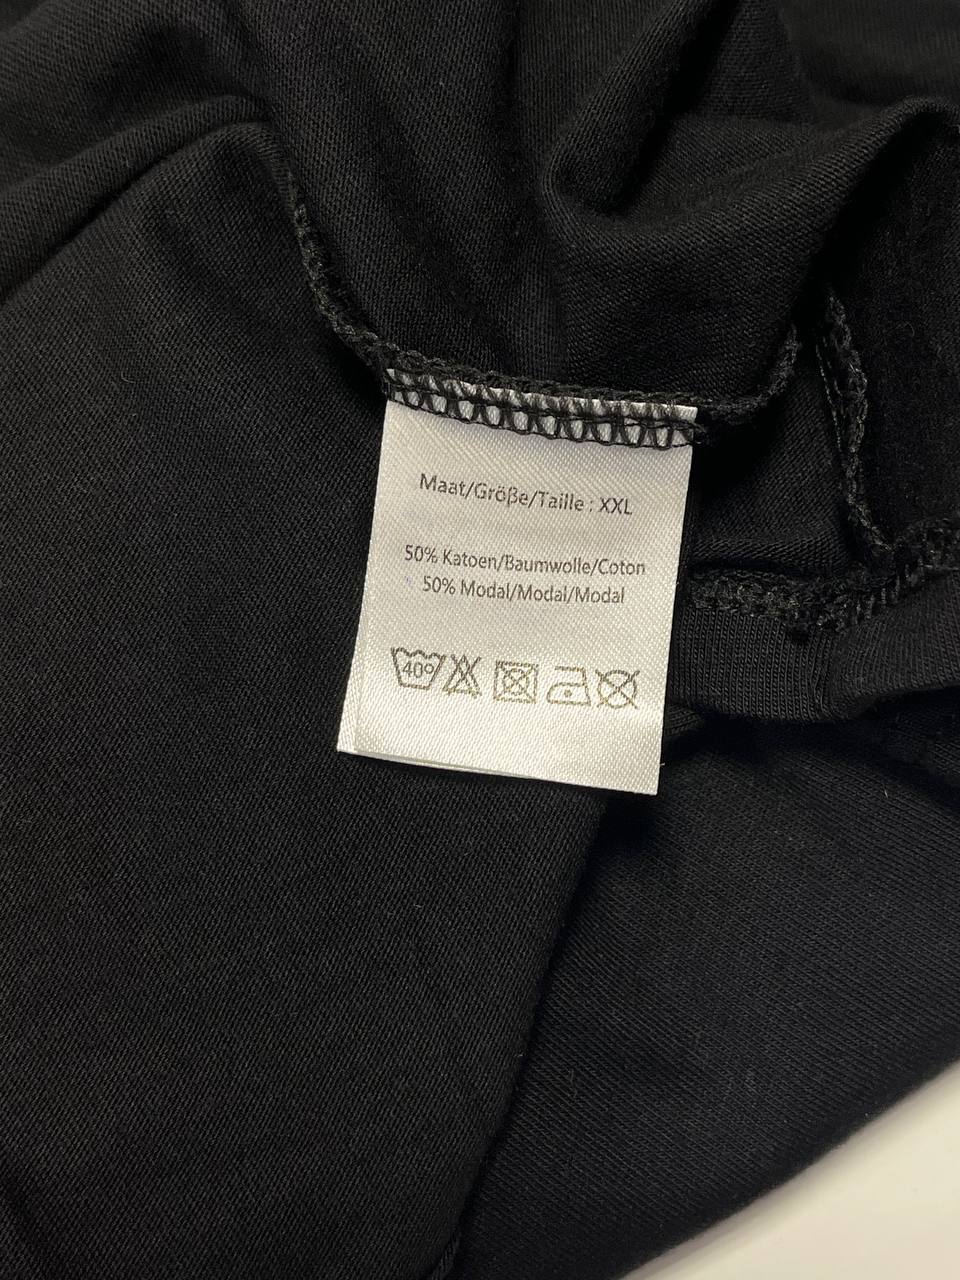 Maat/Größe/Taille : XXL
50% Katoen/Baumwolle/Coton
50% Modal/Modal/Modal
40°